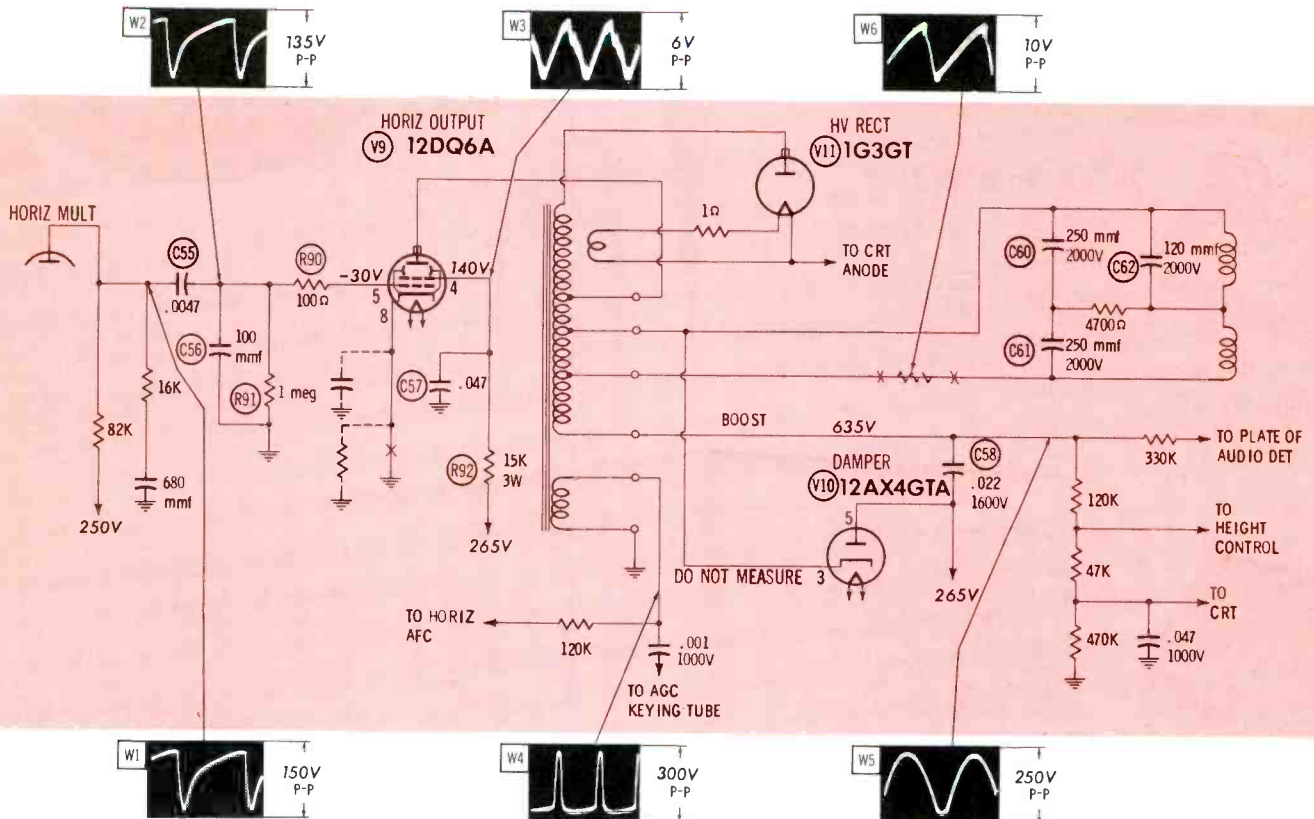 W2
135V
P-P
W3
6V
P-P
W6
10V
P-P
HORIZ OUTPUT
V9 12DQ6A
HV RECT
V11 1G3GT
HORIZ MULT
C55
.0047
R90
100Ω
-30V
140V
5
4
8
1Ω
TO CRT
ANODE
C60
250 mmf
2000V
C62
120 mmf
2000V
4700Ω
C61
250 mmf
2000V
C56
100
mmf
R91
1 meg
C57
.047
16K
82K
680
mmf
250V
R92
15K
3W
265V
BOOST
635V
C58
.022
1600V
DAMPER
V10 12AX4GTA
5
DO NOT MEASURE 3
265V
330K
TO PLATE OF
AUDIO DET
120K
TO
HEIGHT
CONTROL
47K
TO
CRT
470K
.047
1000V
TO HORIZ
AFC
120K
.001
1000V
TO AGC
KEYING TUBE
W1
150V
P-P
W4
300V
P-P
W5
250V
P-P